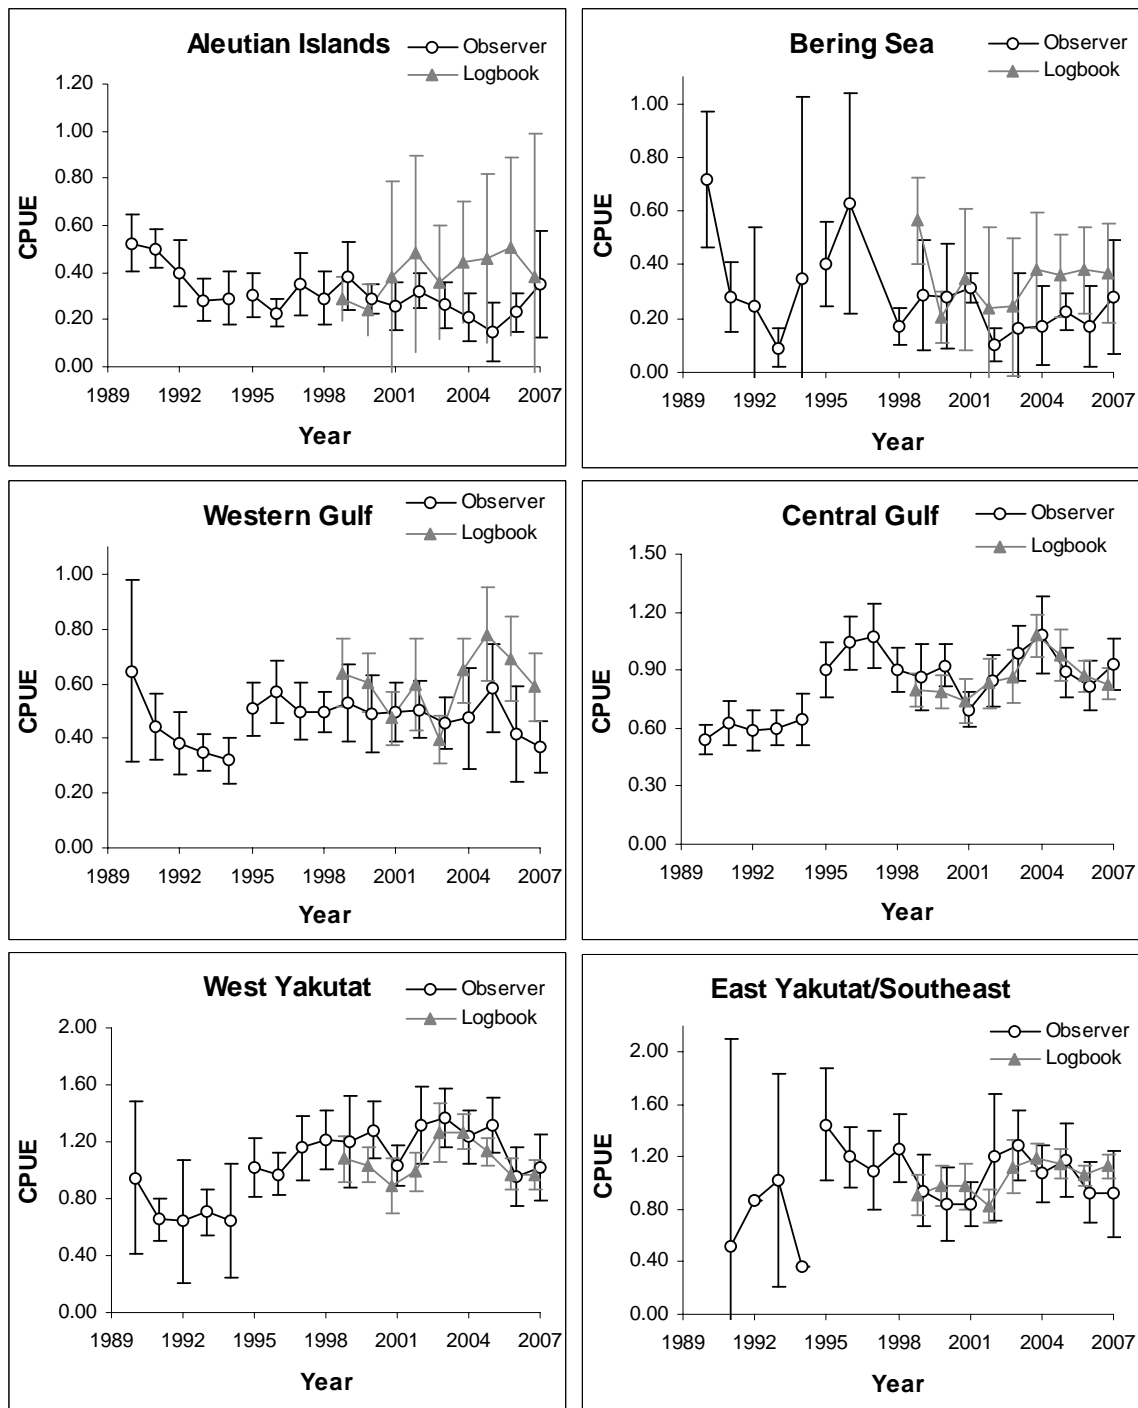 Aleutian Islands
Observer
Logbook
CPUE
1.20
1.00
0.80
0.60
0.40
0.20
0.00
1989 1992 1995 1998 2001 2004 2007
Year
Bering Sea
Observer
Logbook
CPUE
1.00
0.80
0.60
0.40
0.20
0.00
1989 1992 1995 1998 2001 2004 2007
Year
Western Gulf
Observer
Logbook
CPUE
1.00
0.80
0.60
0.40
0.20
0.00
1989 1992 1995 1998 2001 2004 2007
Year
Central Gulf
Observer
Logbook
CPUE
1.50
1.20
0.90
0.60
0.30
0.00
1989 1992 1995 1998 2001 2004 2007
Year
West Yakutat
Observer
Logbook
CPUE
2.00
1.60
1.20
0.80
0.40
0.00
1989 1992 1995 1998 2001 2004 2007
Year
East Yakutat/Southeast
Observer
Logbook
CPUE
2.00
1.60
1.20
0.80
0.40
0.00
1989 1992 1995 1998 2001 2004 2007
Year